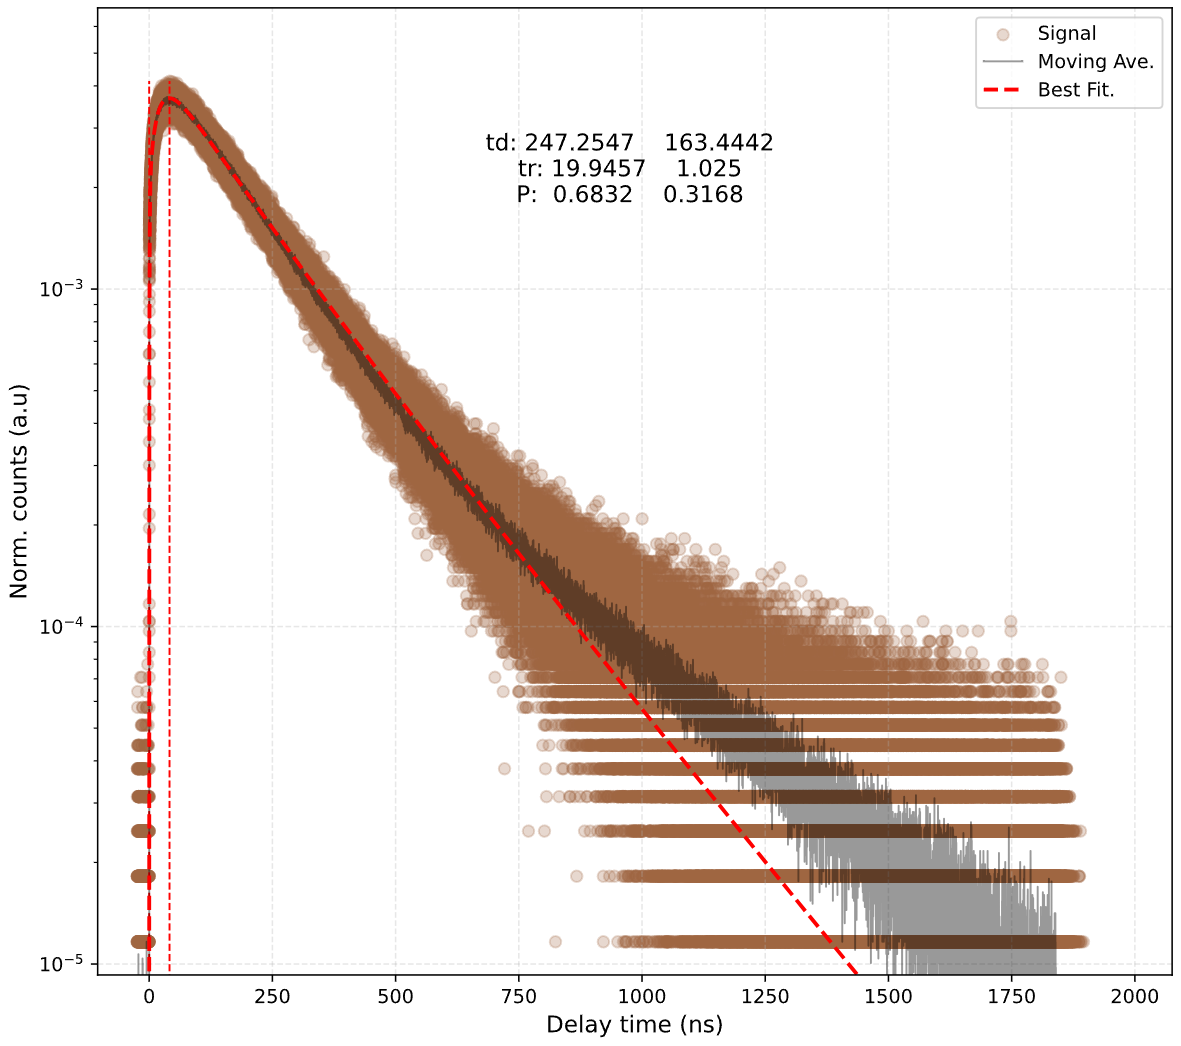 Signal
Moving Ave.
Best Fit.
td: 247.2547 163.4442
tr: 19.9457 1.025
P: 0.6832 0.3168
Norm. counts (a.u)
10⁻³
10⁻⁴
10⁻⁵
0 250 500 750 1000 1250 1500 1750 2000
Delay time (ns)